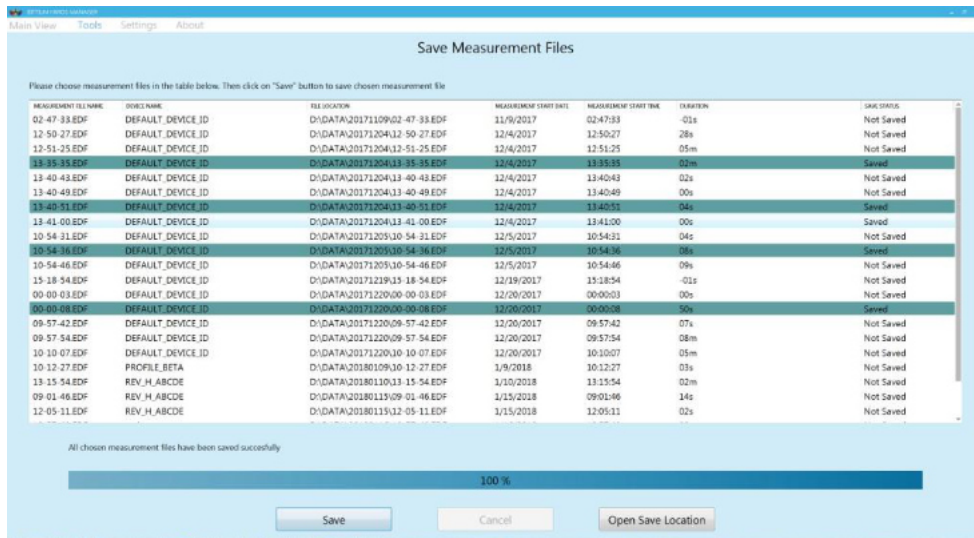 Main View Tools Settings About
Save Measurement Files
Please choose measurement files in the table below. Then click on "Save" button to save chosen measurement file
MEASUREMENT FILE NAME DEVICE NAME FILE LOCATION MEASUREMENT START DATE MEASUREMENT START TIME DURATION SAVE STATUS
02-47-33.EDF DEFAULT_DEVICE_ID D:\DATA\20171109\02-47-33.EDF 11/9/2017 02:47:33 -01s Not Saved
12-50-27.EDF DEFAULT_DEVICE_ID D:\DATA\20171204\12-50-27.EDF 12/4/2017 12:50:27 28s Not Saved
12-51-25.EDF DEFAULT_DEVICE_ID D:\DATA\20171204\12-51-25.EDF 12/4/2017 12:51:25 05m Not Saved
13-35-35.EDF DEFAULT_DEVICE_ID D:\DATA\20171204\13-35-35.EDF 12/4/2017 13:35:35 02m Saved
13-40-43.EDF DEFAULT_DEVICE_ID D:\DATA\20171204\13-40-43.EDF 12/4/2017 13:40:43 02s Not Saved
13-40-49.EDF DEFAULT_DEVICE_ID D:\DATA\20171204\13-40-49.EDF 12/4/2017 13:40:49 00s Not Saved
13-40-51.EDF DEFAULT_DEVICE_ID D:\DATA\20171204\13-40-51.EDF 12/4/2017 13:40:51 04s Saved
13-41-00.EDF DEFAULT_DEVICE_ID D:\DATA\20171204\13-41-00.EDF 12/4/2017 13:41:00 00s Saved
10-54-31.EDF DEFAULT_DEVICE_ID D:\DATA\20171205\10-54-31.EDF 12/5/2017 10:54:31 04s Not Saved
10-54-36.EDF DEFAULT_DEVICE_ID D:\DATA\20171205\10-54-36.EDF 12/5/2017 10:54:36 08s Saved
10-54-46.EDF DEFAULT_DEVICE_ID D:\DATA\20171205\10-54-46.EDF 12/5/2017 10:54:46 09s Not Saved
15-18-54.EDF DEFAULT_DEVICE_ID D:\DATA\20171219\15-18-54.EDF 12/19/2017 15:18:54 -01s Not Saved
00-00-03.EDF DEFAULT_DEVICE_ID D:\DATA\20171220\00-00-03.EDF 12/20/2017 00:00:03 00s Not Saved
00-00-08.EDF DEFAULT_DEVICE_ID D:\DATA\20171220\00-00-08.EDF 12/20/2017 00:00:08 50s Saved
09-57-42.EDF DEFAULT_DEVICE_ID D:\DATA\20171220\09-57-42.EDF 12/20/2017 09:57:42 07s Not Saved
09-57-54.EDF DEFAULT_DEVICE_ID D:\DATA\20171220\09-57-54.EDF 12/20/2017 09:57:54 08m Not Saved
10-10-07.EDF DEFAULT_DEVICE_ID D:\DATA\20171220\10-10-07.EDF 12/20/2017 10:10:07 05m Not Saved
10-12-27.EDF PROFILE_BETA D:\DATA\20180109\10-12-27.EDF 1/9/2018 10:12:27 03s Not Saved
13-15-54.EDF REV_H_ABCDE D:\DATA\20180110\13-15-54.EDF 1/10/2018 13:15:54 02m Not Saved
09-01-46.EDF REV_H_ABCDE D:\DATA\20180115\09-01-46.EDF 1/15/2018 09:01:46 14s Not Saved
12-05-11.EDF REV_H_ABCDE D:\DATA\20180115\12-05-11.EDF 1/15/2018 12:05:11 02s Not Saved
All chosen measurement files have been saved succesfully
100 %
Save Cancel Open Save Location